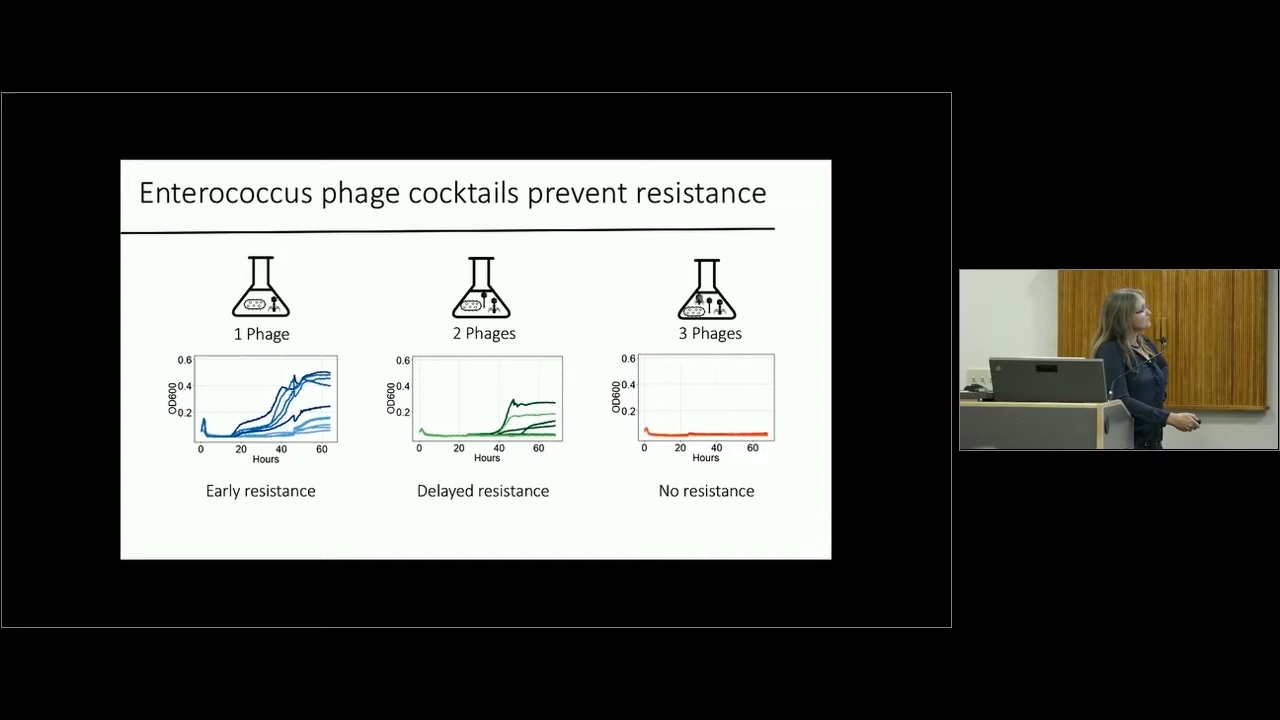 Enterococcus phage cocktails prevent resistance
1 Phage
2 Phages
3 Phages
0.6
0.4
0.2
OD600
0
20
40
60
Hours
0.6
0.4
0.2
OD600
0
20
40
60
Hours
0.6
0.4
0.2
OD600
0
20
40
60
Hours
Early resistance
Delayed resistance
No resistance